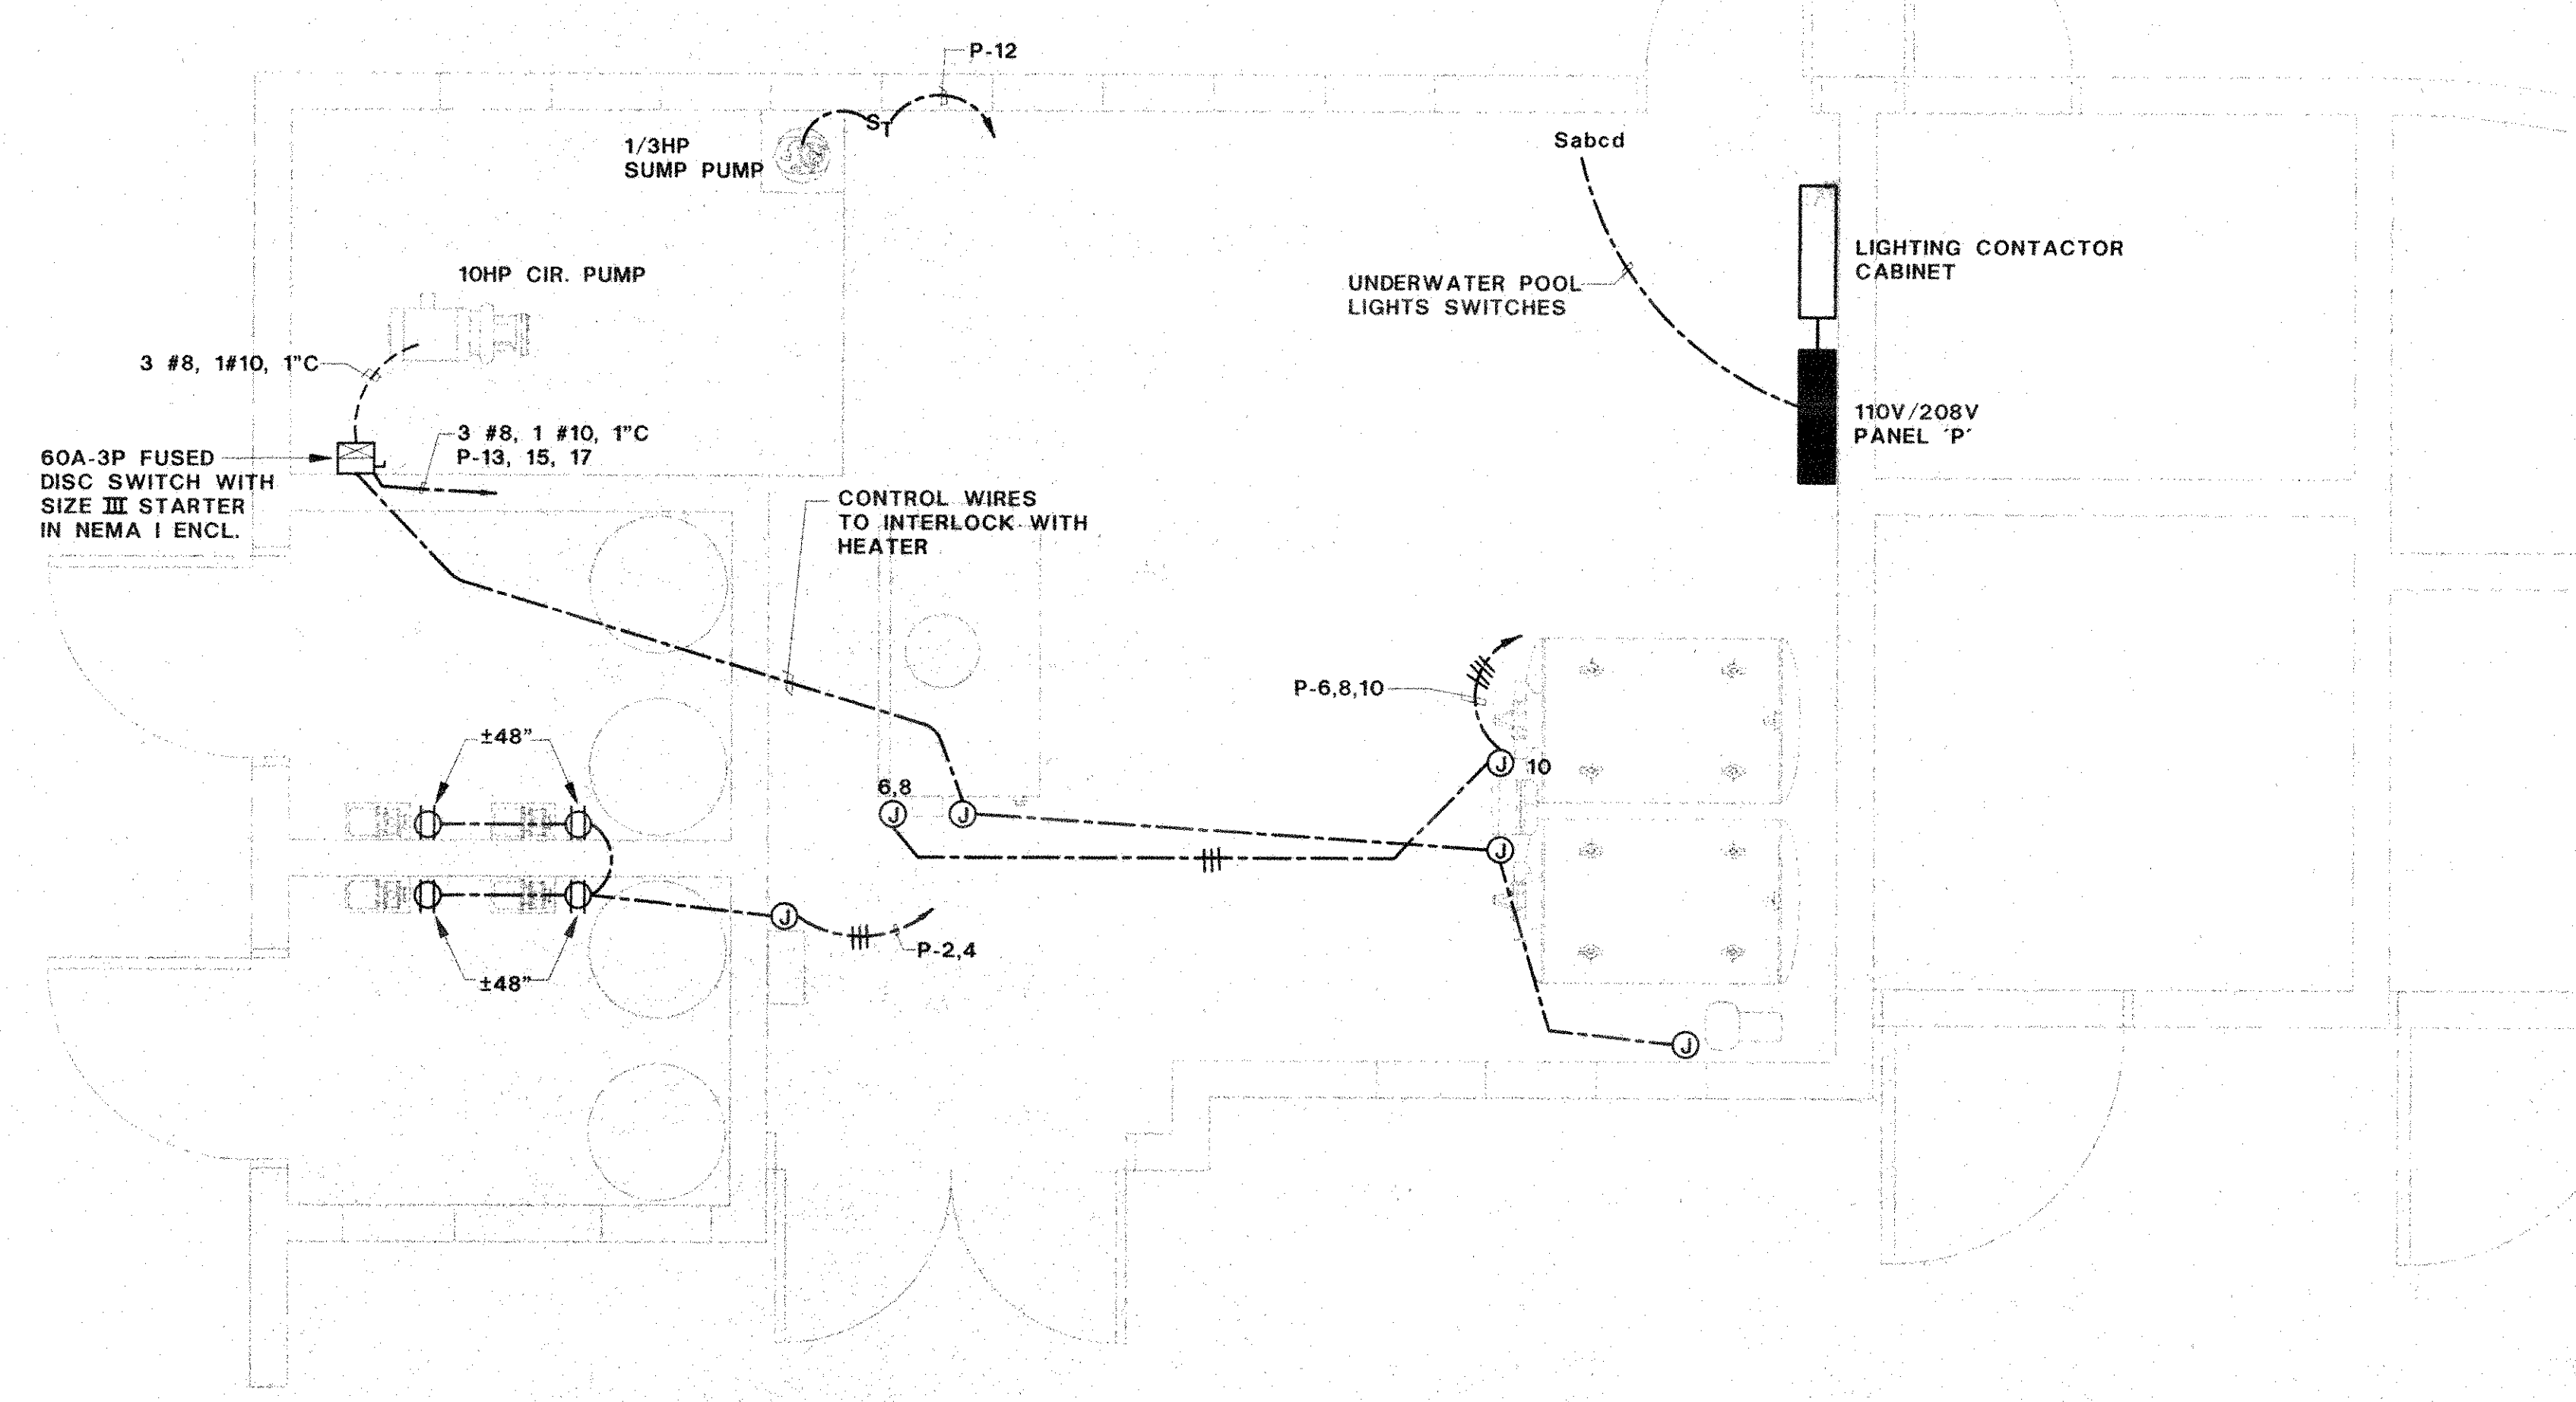 P-12
1/3HP
SUMP PUMP
S T
Sabcd
10HP CIR. PUMP
LIGHTING CONTACTOR
CABINET
UNDERWATER POOL
LIGHTS SWITCHES
3 #8, 1#10, 1"C
110V/208V
PANEL 'P'
3 #8, 1 #10, 1"C
P-13, 15, 17
60A-3P FUSED
DISC SWITCH WITH
SIZE III STARTER
IN NEMA I ENCL.
CONTROL WIRES
TO INTERLOCK WITH
HEATER
P-6,8,10
±48"
J 10
6,8
J J
J
J
P-2,4
±48"
J